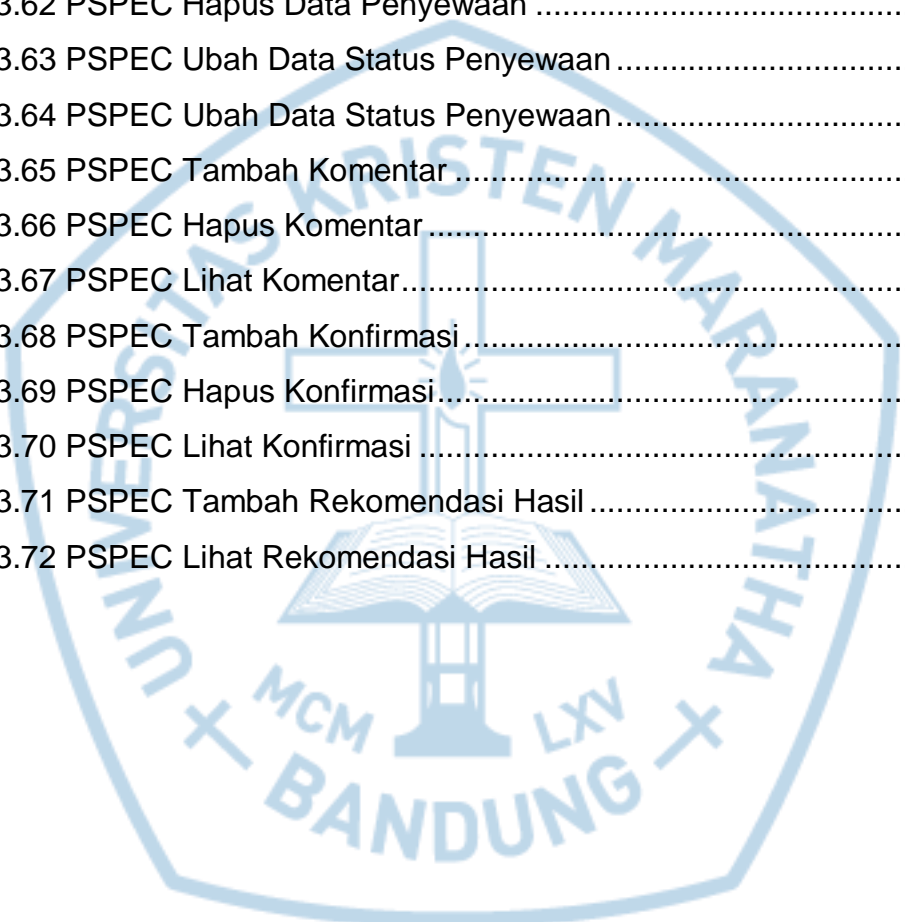 3.62 PSPEC Hapus Data Penyewaan ........................................
3.63 PSPEC Ubah Data Status Penyewaan ...............................
3.64 PSPEC Ubah Data Status Penyewaan ...............................
3.65 PSPEC Tambah Komentar .................................................
3.66 PSPEC Hapus Komentar ....................................................
3.67 PSPEC Lihat Komentar.......................................................
3.68 PSPEC Tambah Konfirmasi ................................................
3.69 PSPEC Hapus Konfirmasi...................................................
3.70 PSPEC Lihat Konfirmasi .....................................................
3.71 PSPEC Tambah Rekomendasi Hasil ..................................
3.72 PSPEC Lihat Rekomendasi Hasil .......................................
UNIVERSITAS KRISTEN MARANATHA
MCM LXV
BANDUNG